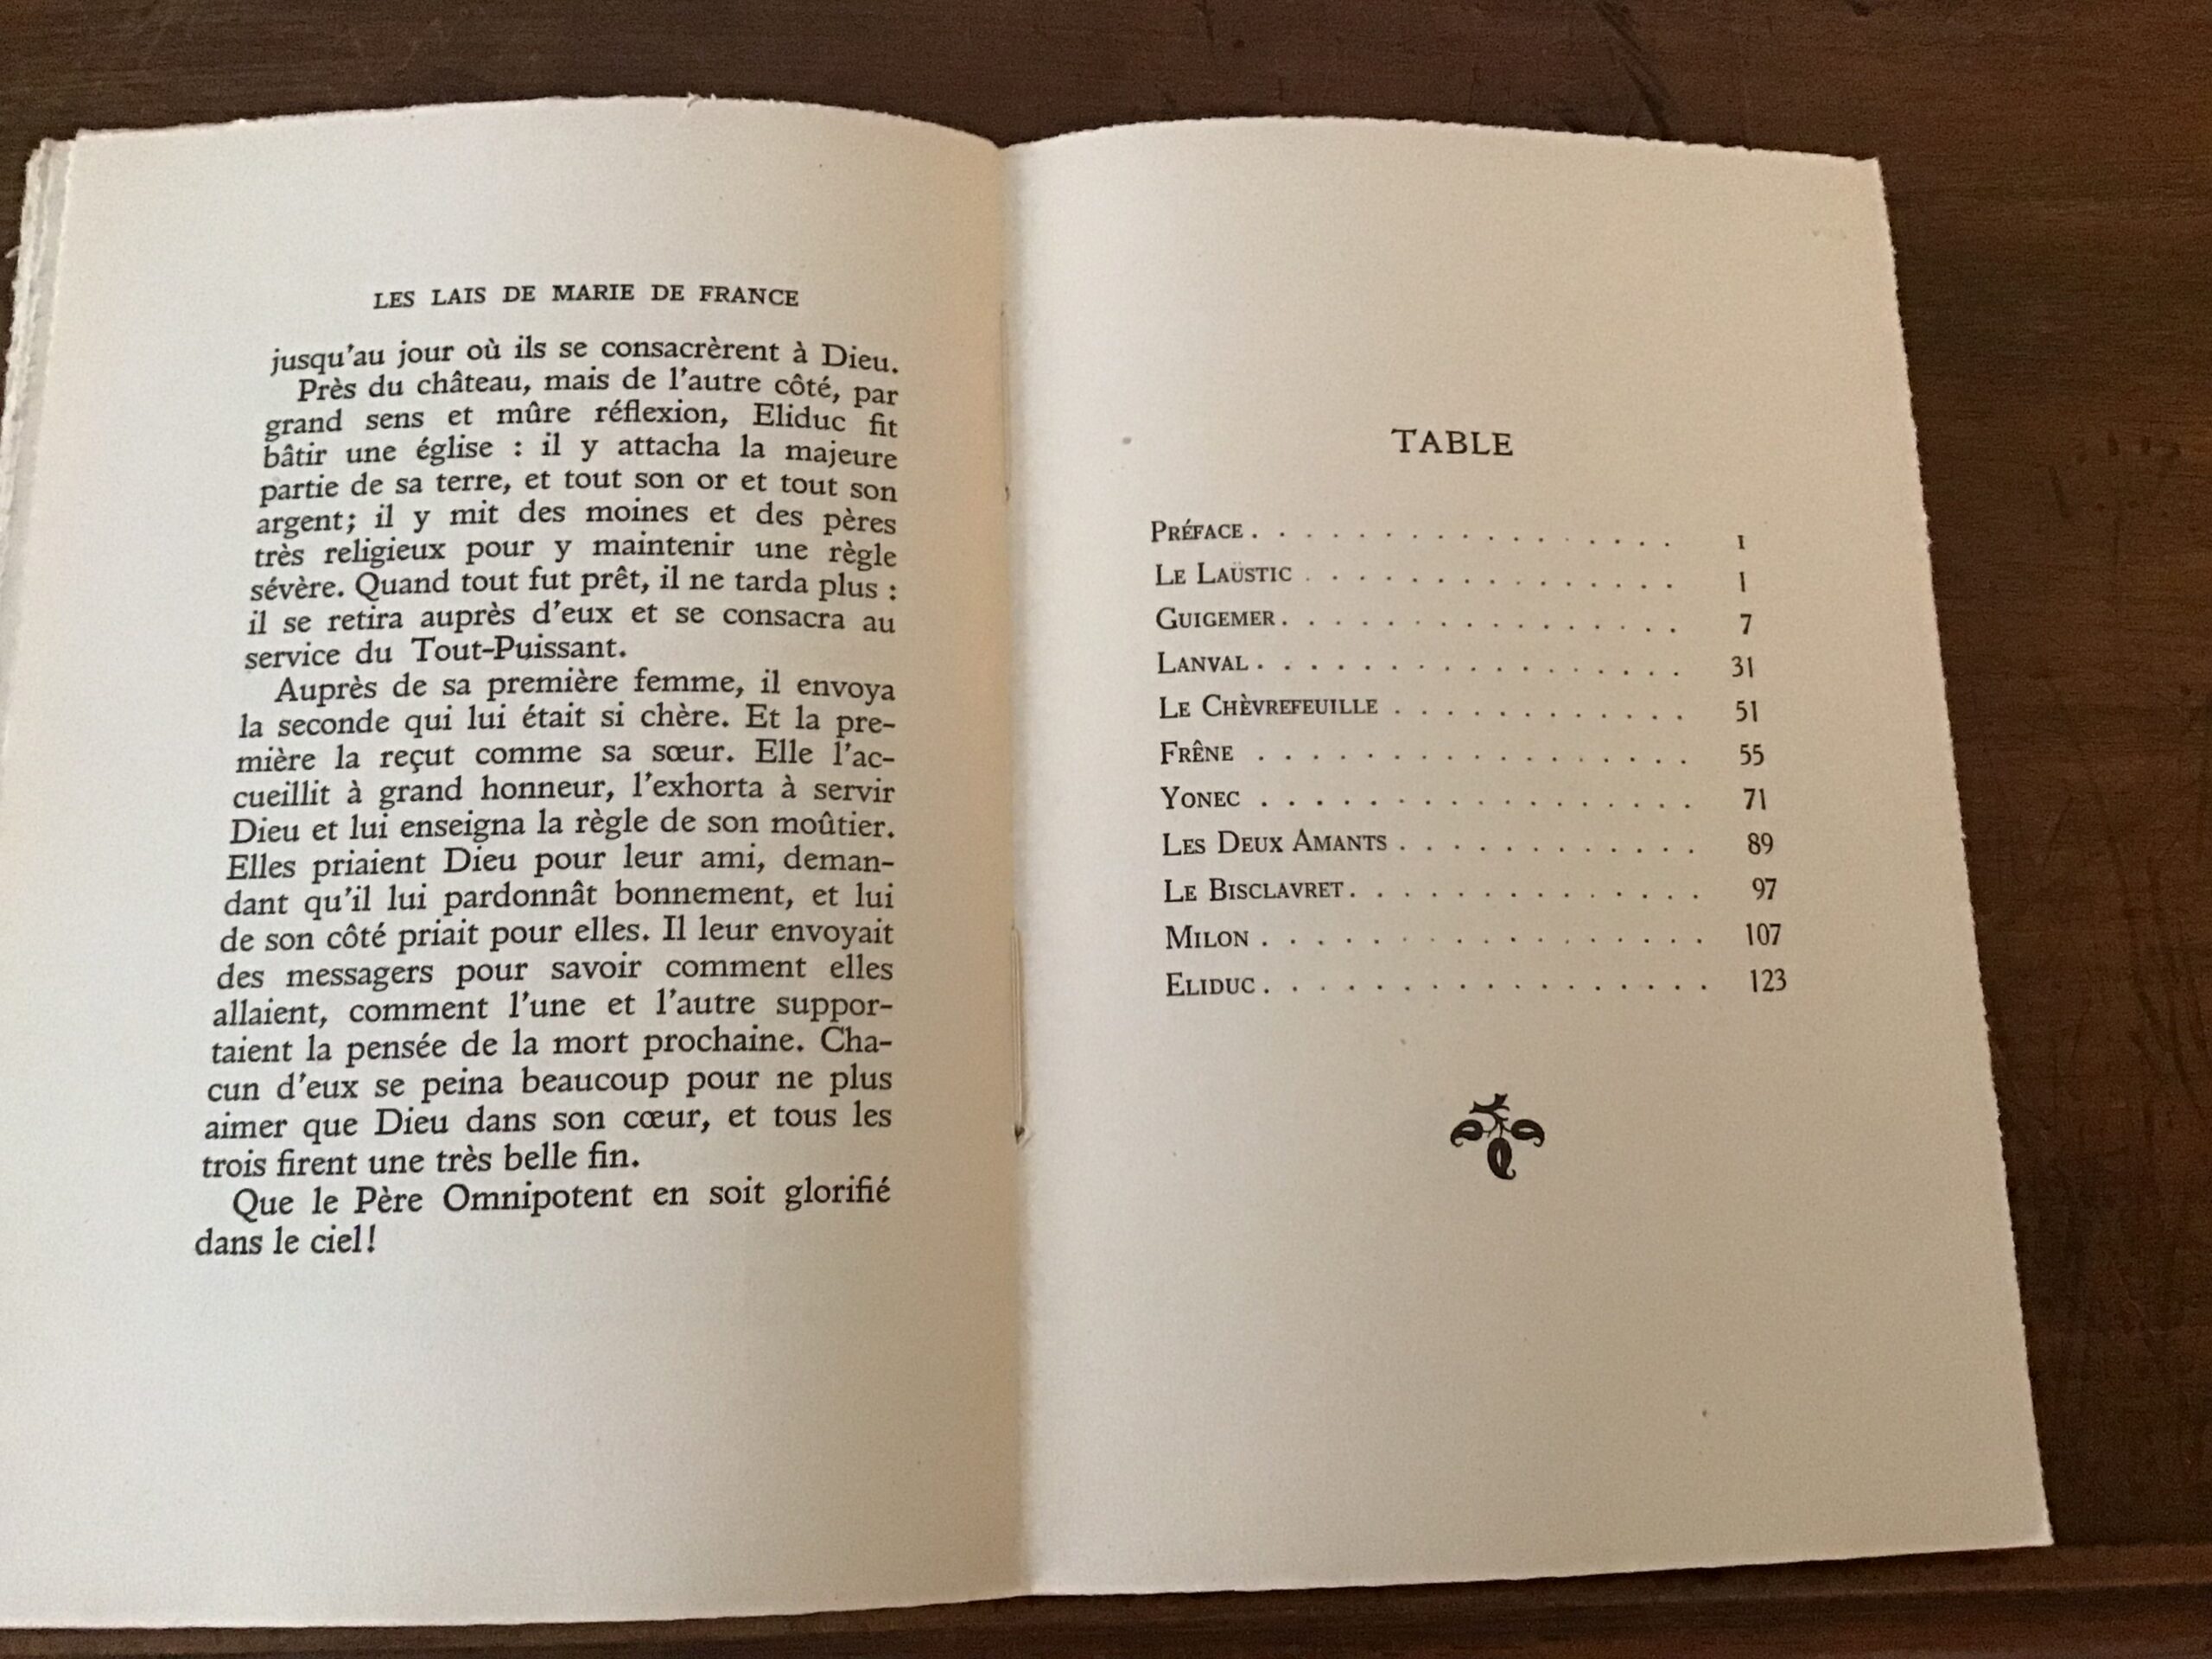 LES LAIS DE MARIE DE FRANCE
jusqu'au jour où ils se consacrèrent à Dieu.
Près du château, mais de l'autre côté, par
grand sens et mûre réflexion, Eliduc fit
bâtir une église : il y attacha la majeure
partie de sa terre, et tout son or et tout son
argent; il y mit des moines et des pères
très religieux pour y maintenir une règle
sévère. Quand tout fut prêt, il ne tarda plus :
il se retira auprès d'eux et se consacra au
service du Tout-Puissant.
Auprès de sa première femme, il envoya
la seconde qui lui était si chère. Et la pre-
mière la reçut comme sa sœur. Elle l'ac-
cueillit à grand honneur, l'exhorta à servir
Dieu et lui enseigna la règle de son moûtier.
Elles priaient Dieu pour leur ami, deman-
dant qu'il lui pardonnât bonnement, et lui
de son côté priait pour elles. Il leur envoyait
des messagers pour savoir comment elles
allaient, comment l'une et l'autre suppor-
taient la pensée de la mort prochaine. Cha-
cun d'eux se peina beaucoup pour ne plus
aimer que Dieu dans son cœur, et tous les
trois firent une très belle fin.
Que le Père Omnipotent en soit glorifié
dans le ciel!
TABLE
PRÉFACE . . . . . . . . . . . . . . . . . I
LE LAÜSTIC . . . . . . . . . . . . . . . 1
GUIGEMER . . . . . . . . . . . . . . . . 7
LANVAL . . . . . . . . . . . . . . . . . 31
LE CHÈVREFEUILLE . . . . . . . . . . . . 51
FRÊNE . . . . . . . . . . . . . . . . . 55
YONEC . . . . . . . . . . . . . . . . . 71
LES DEUX AMANTS . . . . . . . . . . . . 89
LE BISCLAVRET . . . . . . . . . . . . . . 97
MILON . . . . . . . . . . . . . . . . . 107
ELIDUC . . . . . . . . . . . . . . . . . 123